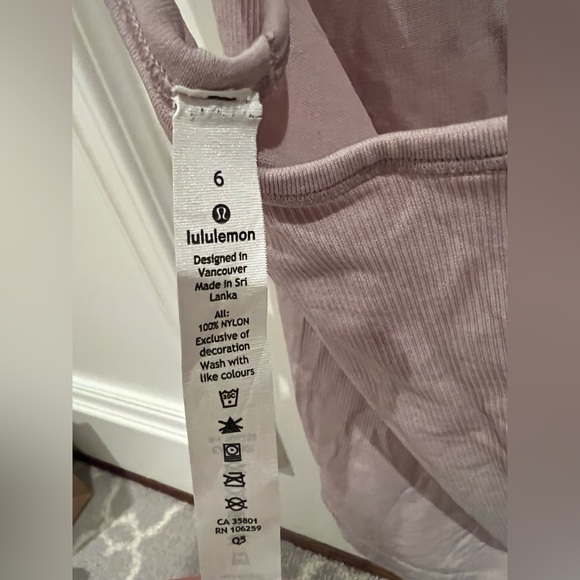 6
lululemon
Designed in
Vancouver
Made in Sri
Lanka
All:
100% NYLON
Exclusive of
decoration
Wash with
like colours
30C
CA 35801
RN 106259
Q5